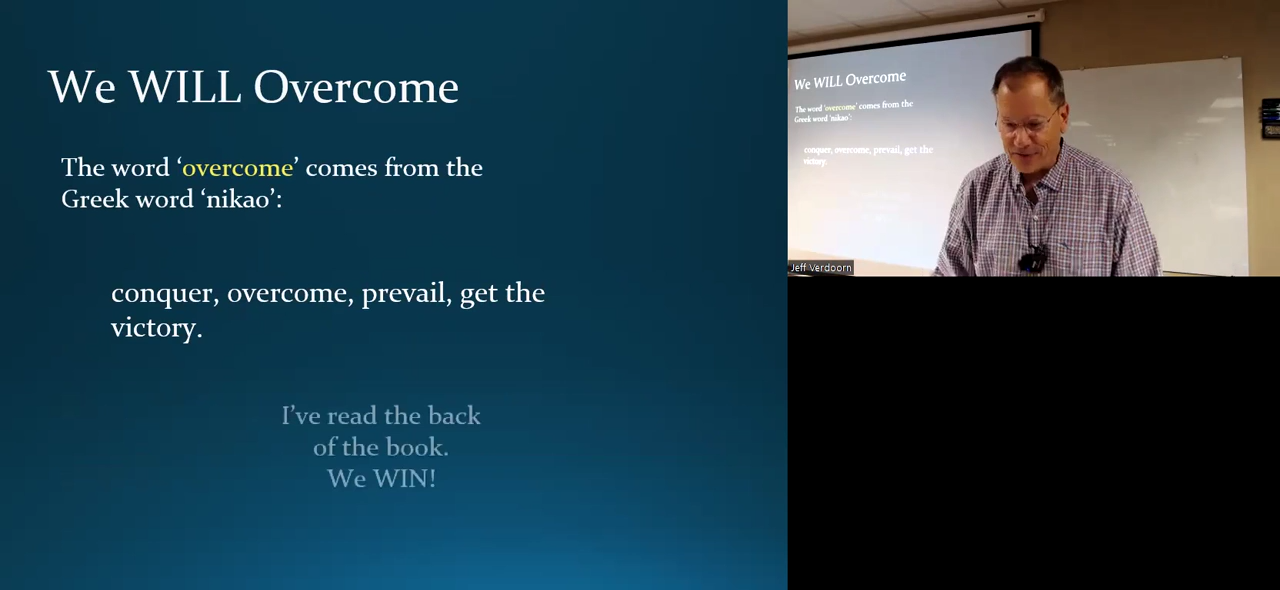 We WILL Overcome
The word ‘overcome’ comes from the
Greek word ‘nikao’:
conquer, overcome, prevail, get the
victory.
I’ve read the back
of the book.
We WIN!
We WILL Overcome
The word ‘overcome’ comes from the
Greek word ‘nikao’:
conquer, overcome, prevail, get the
victory.
Jeff Verdoorn